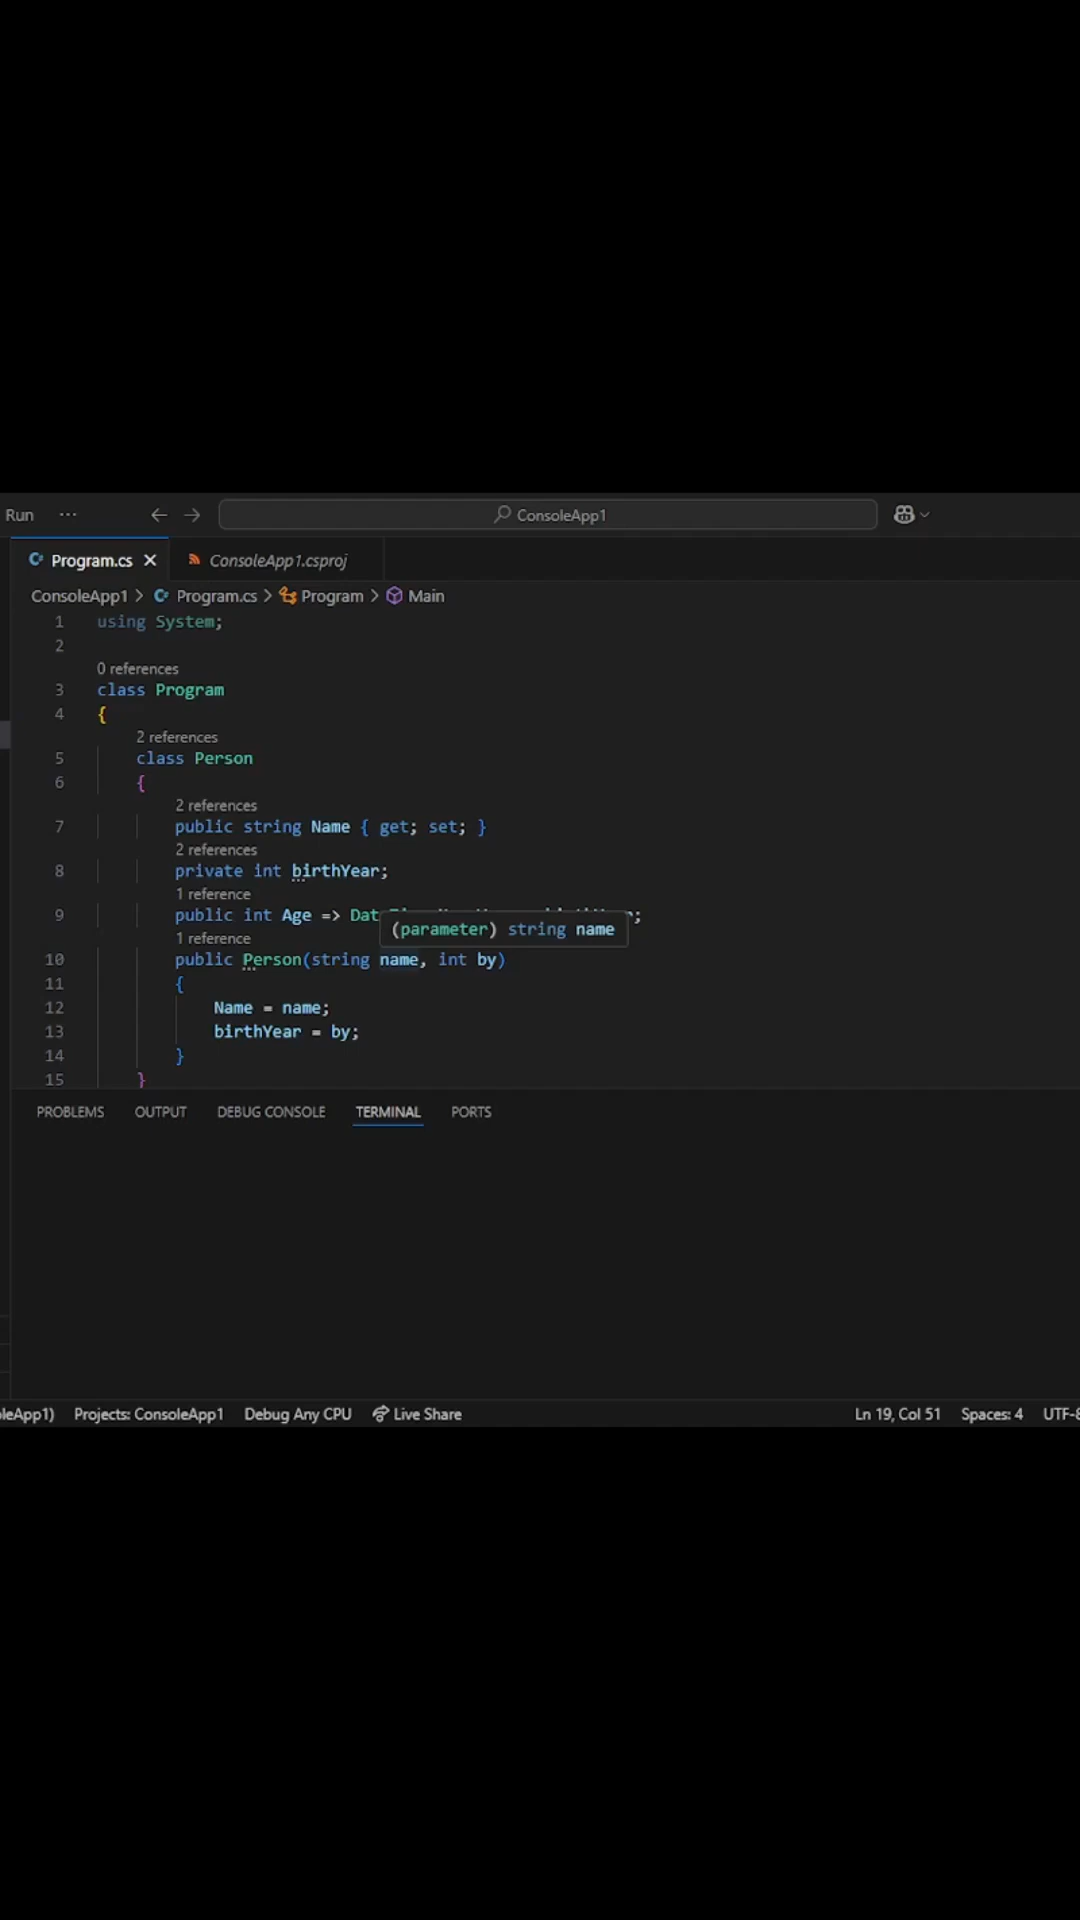 Run ··· ← → ConsoleApp1
Program.cs × ConsoleApp1.csproj
ConsoleApp1 > Program.cs > Program > Main
1 using System;
2
0 references
3 class Program
4 {
2 references
5 class Person
6 {
2 references
7 public string Name { get; set; }
2 references
8 private int birthYear;
1 reference
9 public int Age =>
(parameter) string name
1 reference
10 public Person(string name, int by)
11 {
12 Name = name;
13 birthYear = by;
14 }
15 }
PROBLEMS OUTPUT DEBUG CONSOLE TERMINAL PORTS
Projects: ConsoleApp1 Debug Any CPU Live Share Ln 19, Col 51 Spaces: 4